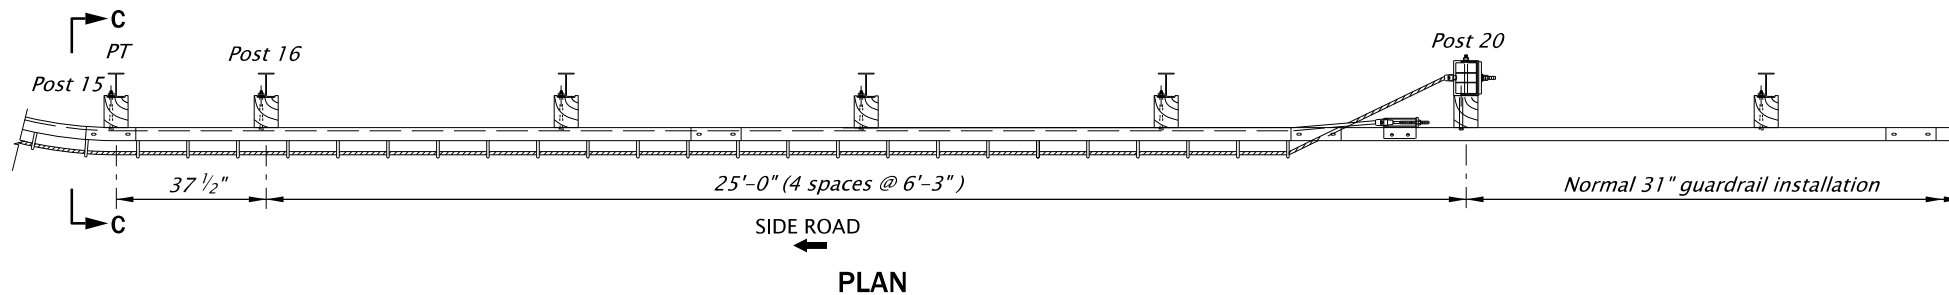 C
PT
Post 16
Post 20
Post 15
37 1/2"
25'-0" (4 spaces @ 6'-3")
Normal 31" guardrail installation
C
SIDE ROAD
PLAN